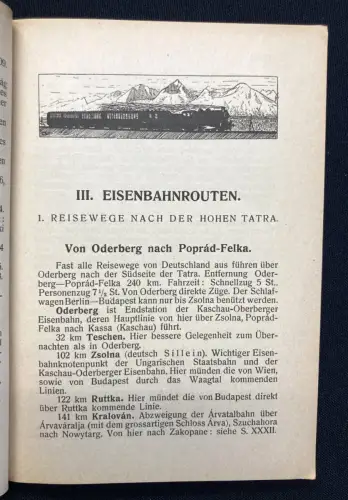 III. EISENBAHNROUTEN.
1. REISEWEGE NACH DER HOHEN TATRA.
Von Oderberg nach Poprád-Felka.
Fast alle Reisewege von Deutschland aus führen über
Oderberg nach der Südseite der Tatra. Entfernung Oder-
berg—Poprád-Felka 240 km. Fahrzeit: Schnellzug 5 St.,
Personenzug 7½ St. Von Oderberg direkte Züge. Der Schlaf-
wagen Berlin—Budapest kann nur bis Zsolna benützt werden.
Oderberg ist Endstation der Kaschau-Oberberger
Eisenbahn, deren Hauptlinie von hier über Zsolna, Poprád-
Felka nach Kassa (Kaschau) führt.
32 km Teschen. Hier bessere Gelegenheit zum Über-
nachten als in Oderberg.
102 km Zsolna (deutsch Sillein). Wichtiger Eisen-
bahnknotenpunkt der Ungarischen Staatsbahn und der
Kaschau-Oderberger Eisenbahn. Hier münden die von Wien,
sowie von Budapest durch das Waagtal kommenden
Linien.
122 km Ruttka. Hier mündet die von Budapest direkt
über Ruttka kommende Linie.
141 km Kralován. Abzweigung der Árvatalbahn über
Árvaváralja (mit dem grossartigen Schloss Árva), Szuchahora
nach Nowytarg. Von hier nach Zakopane: siehe S. XXXII.